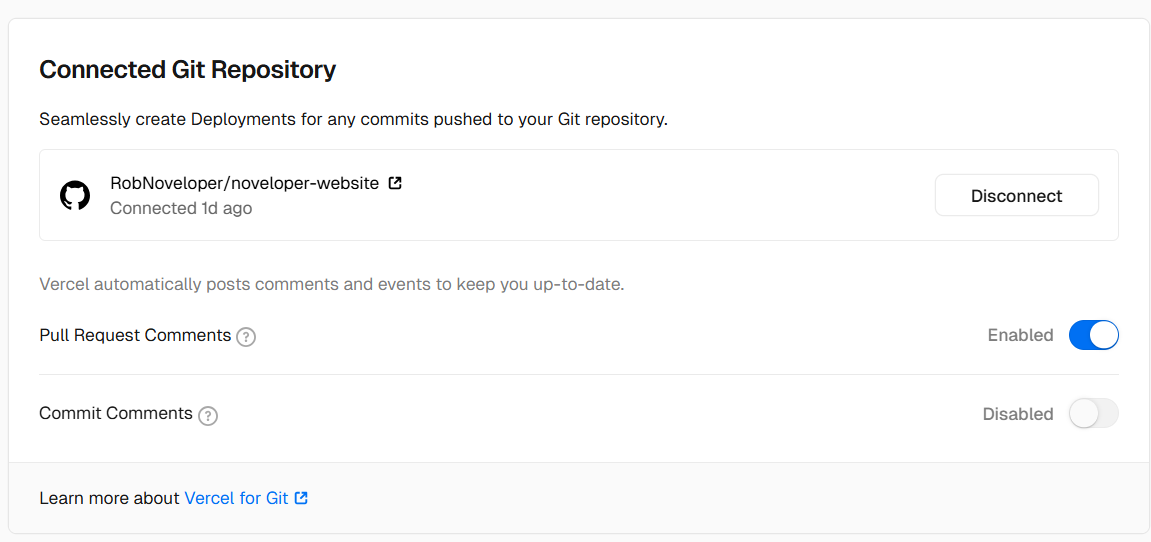 Connected Git Repository
Seamlessly create Deployments for any commits pushed to your Git repository.
RobNoveloper/noveloper-website
Connected 1d ago
Disconnect
Vercel automatically posts comments and events to keep you up-to-date.
Pull Request Comments ?
Enabled
Commit Comments ?
Disabled
Learn more about Vercel for Git